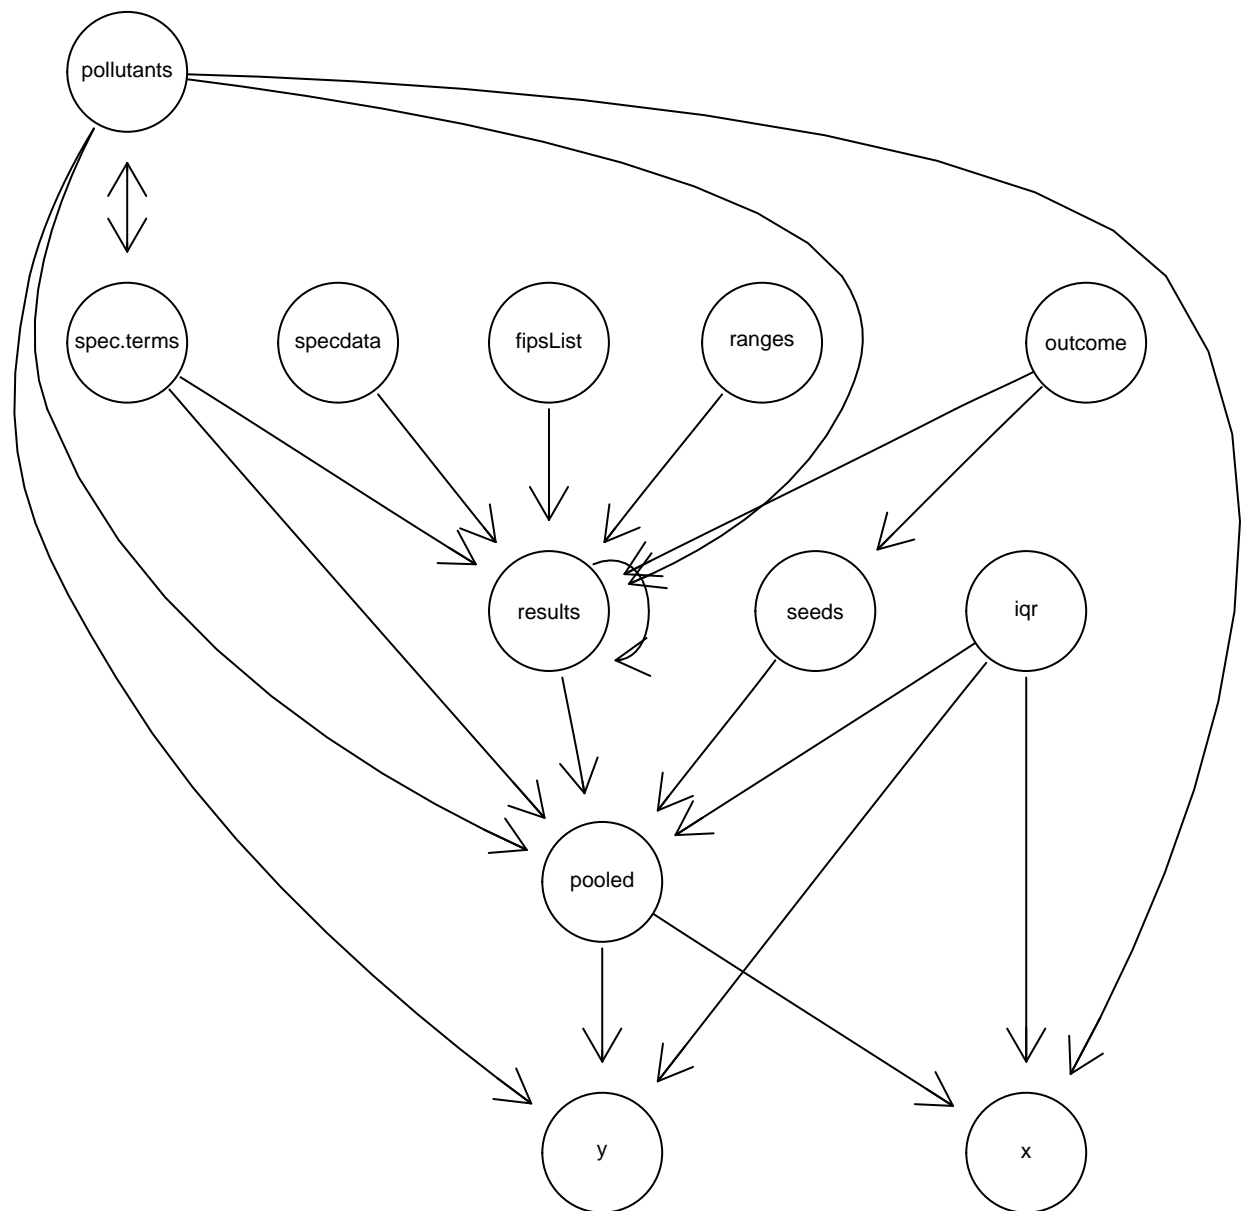 pollutants
spec.terms
specdata
fipsList
ranges
outcome
results
seeds
iqr
pooled
y
x